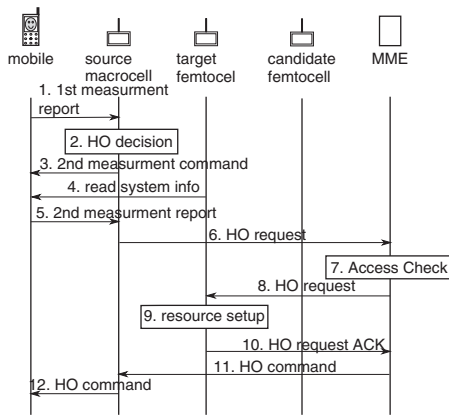 mobile
source
macrocell
target
femtocel
candidate
femtocell
MME
1. 1st measurment
report
2. HO decision
3. 2nd measurment command
4. read system info
5. 2nd measurment report
6. HO request
7. Access Check
8. HO request
9. resource setup
10. HO request ACK
11. HO command
12. HO command